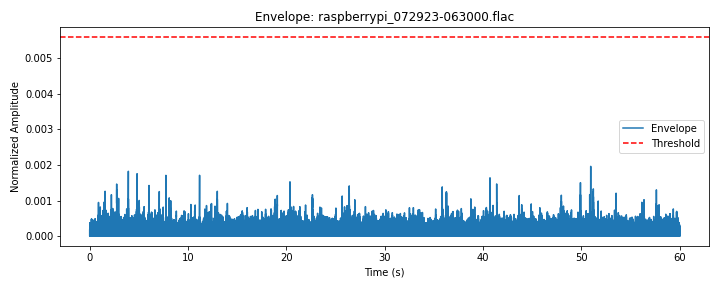 Envelope: raspberrypi_072923-063000.flac
Normalized Amplitude
0.005
0.004
0.003
0.002
0.001
0.000
Envelope
Threshold
0
10
20
30
40
50
60
Time (s)